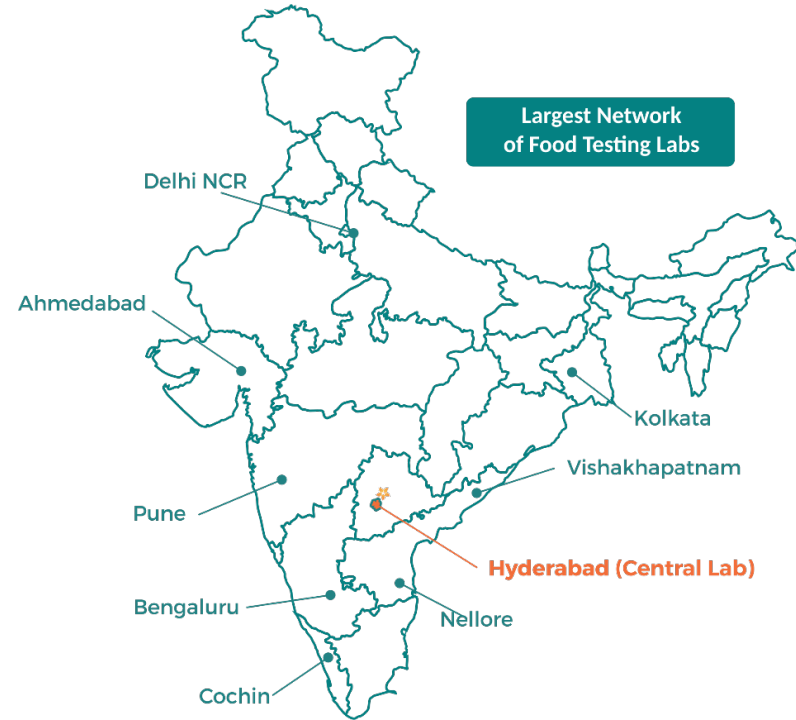 Largest Network
of Food Testing Labs
Delhi NCR
Ahmedabad
Kolkata
Vishakhapatnam
Pune
Hyderabad (Central Lab)
Bengaluru
Nellore
Cochin